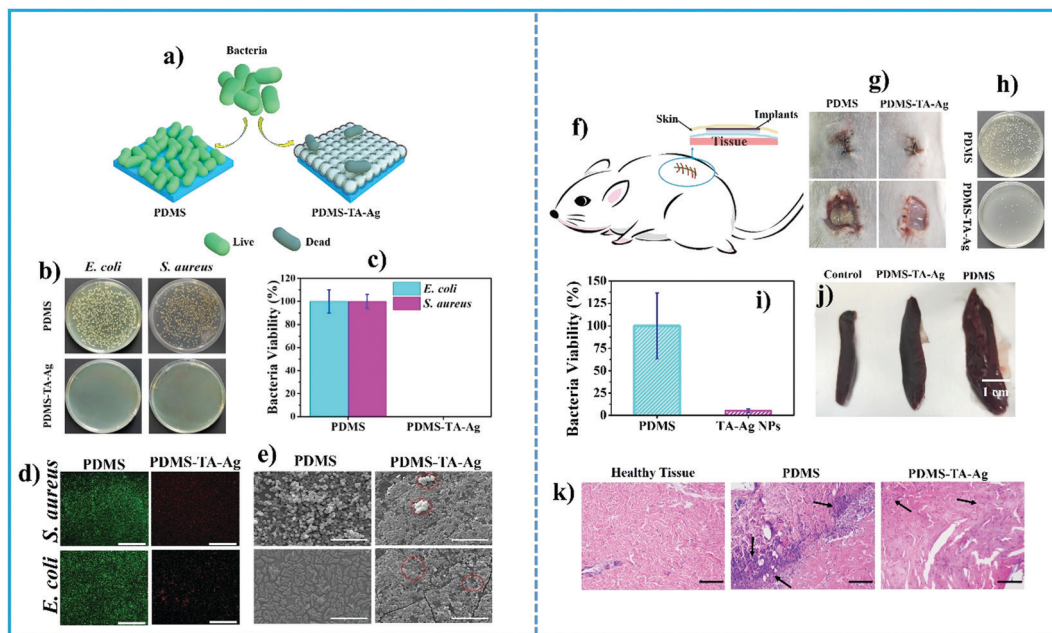 a)
Bacteria
PDMS
PDMS-TA-Ag
Live
Dead
b)
E. coli
S. aureus
PDMS
PDMS-TA-Ag
c)
Bacteria Viability (%)
120
100
80
60
40
20
0
E. coli
S. aureus
PDMS
PDMS-TA-Ag
d)
PDMS
PDMS-TA-Ag
S. aureus
E. coli
e)
PDMS
PDMS-TA-Ag
f)
Skin
Implants
Tissue
g)
PDMS
PDMS-TA-Ag
h)
PDMS
PDMS-TA-Ag
i)
Bacteria Viability (%)
150
125
100
75
50
25
0
PDMS
TA-Ag NPs
j)
Control
PDMS-TA-Ag
PDMS
1 cm
k)
Healthy Tissue
PDMS
PDMS-TA-Ag